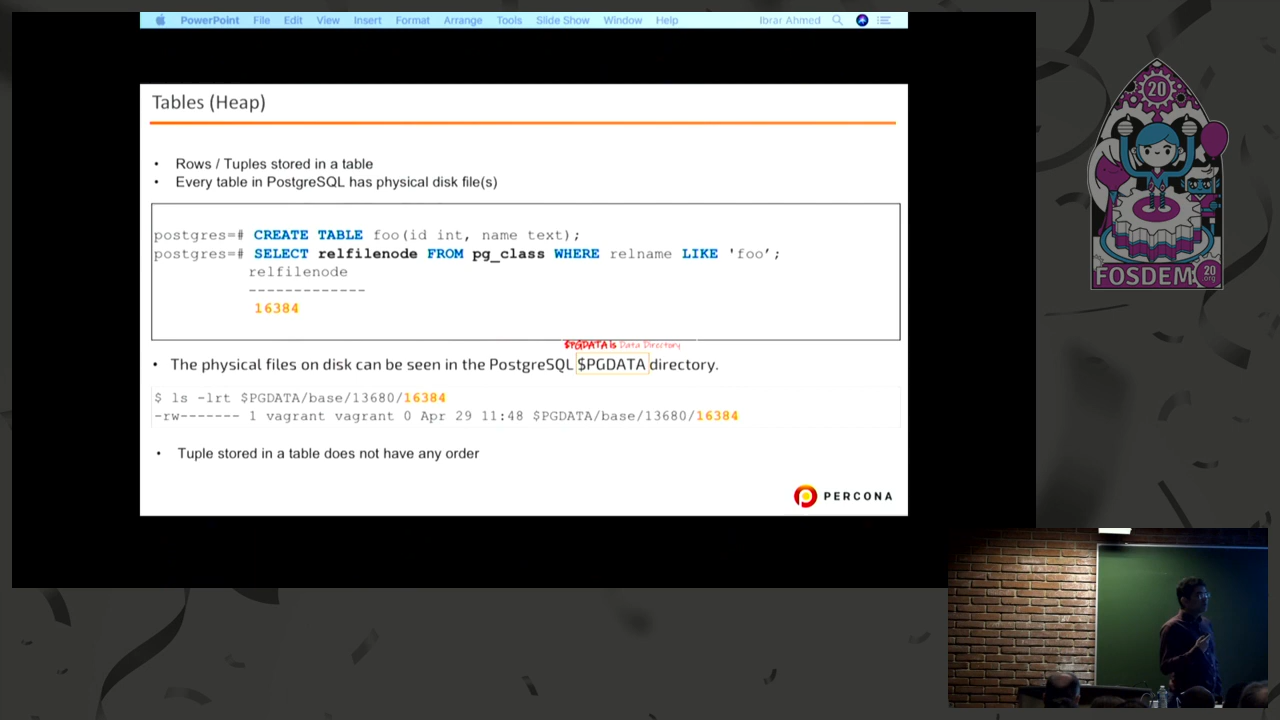 PowerPoint File Edit View Insert Format Arrange Tools Slide Show Window Help Ibrar Ahmed
Tables (Heap)
• Rows / Tuples stored in a table
• Every table in PostgreSQL has physical disk file(s)
postgres=# CREATE TABLE foo(id int, name text);
postgres=# SELECT relfilenode FROM pg_class WHERE relname LIKE 'foo’;
relfilenode
-------------
16384
$PGDATA is Data Directory
• The physical files on disk can be seen in the PostgreSQL $PGDATA directory.
$ ls -lrt $PGDATA/base/13680/16384
-rw------- 1 vagrant vagrant 0 Apr 29 11:48 $PGDATA/base/13680/16384
• Tuple stored in a table does not have any order
PERCONA
20
FOSDEM 20
.org